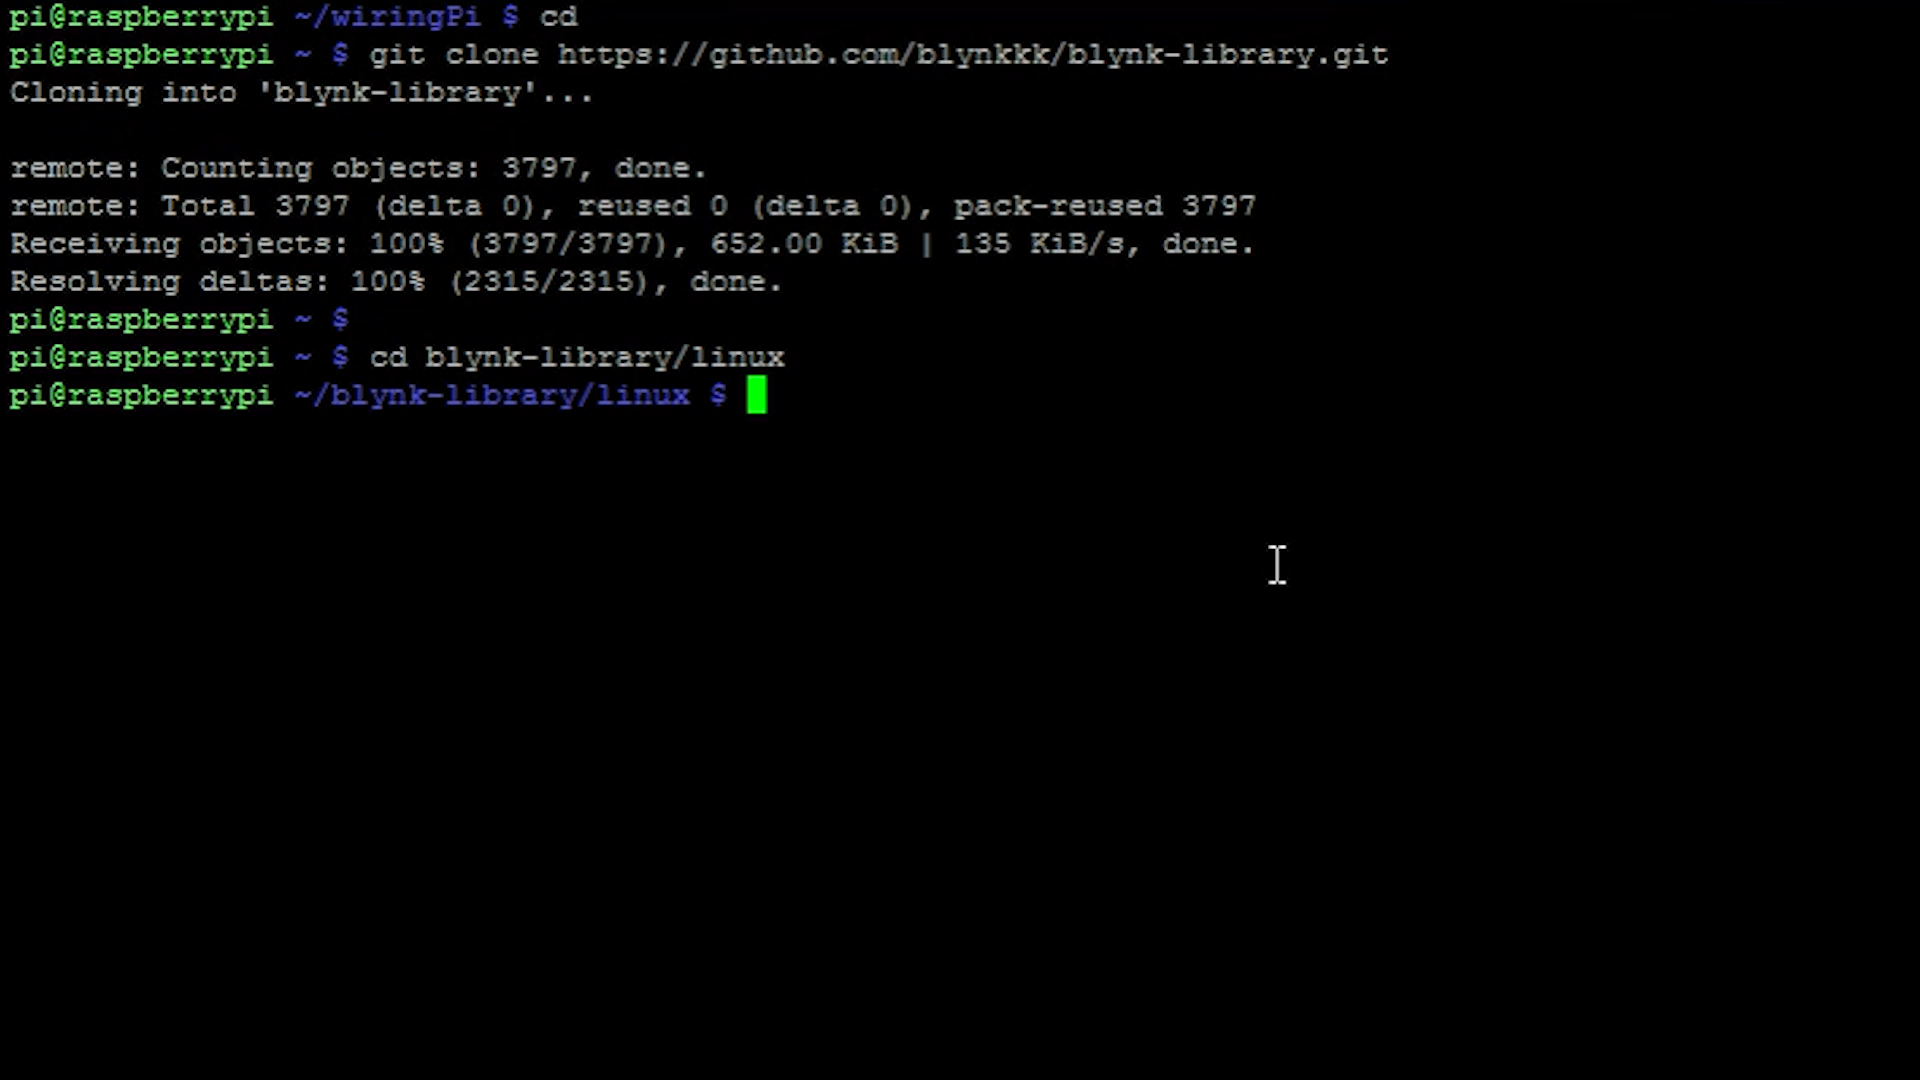 pi@raspberrypi ~/wiringPi $ cd
pi@raspberrypi ~ $ git clone https://github.com/blynkkk/blynk-library.git
Cloning into 'blynk-library'...
remote: Counting objects: 3797, done.
remote: Total 3797 (delta 0), reused 0 (delta 0), pack-reused 3797
Receiving objects: 100% (3797/3797), 652.00 KiB | 135 KiB/s, done.
Resolving deltas: 100% (2315/2315), done.
pi@raspberrypi ~ $
pi@raspberrypi ~ $ cd blynk-library/linux
pi@raspberrypi ~/blynk-library/linux $